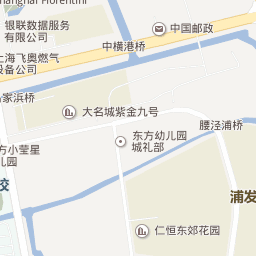 Shanghai Florentini
银联数据服务
有限公司
中国邮政
中横港桥
上海飞奥燃气
设备公司
家浜桥
大名城紫金九号
腰泾浦桥
东方幼儿园
城礼部
方小莹星
儿园
浦发
仁恒东郊花园